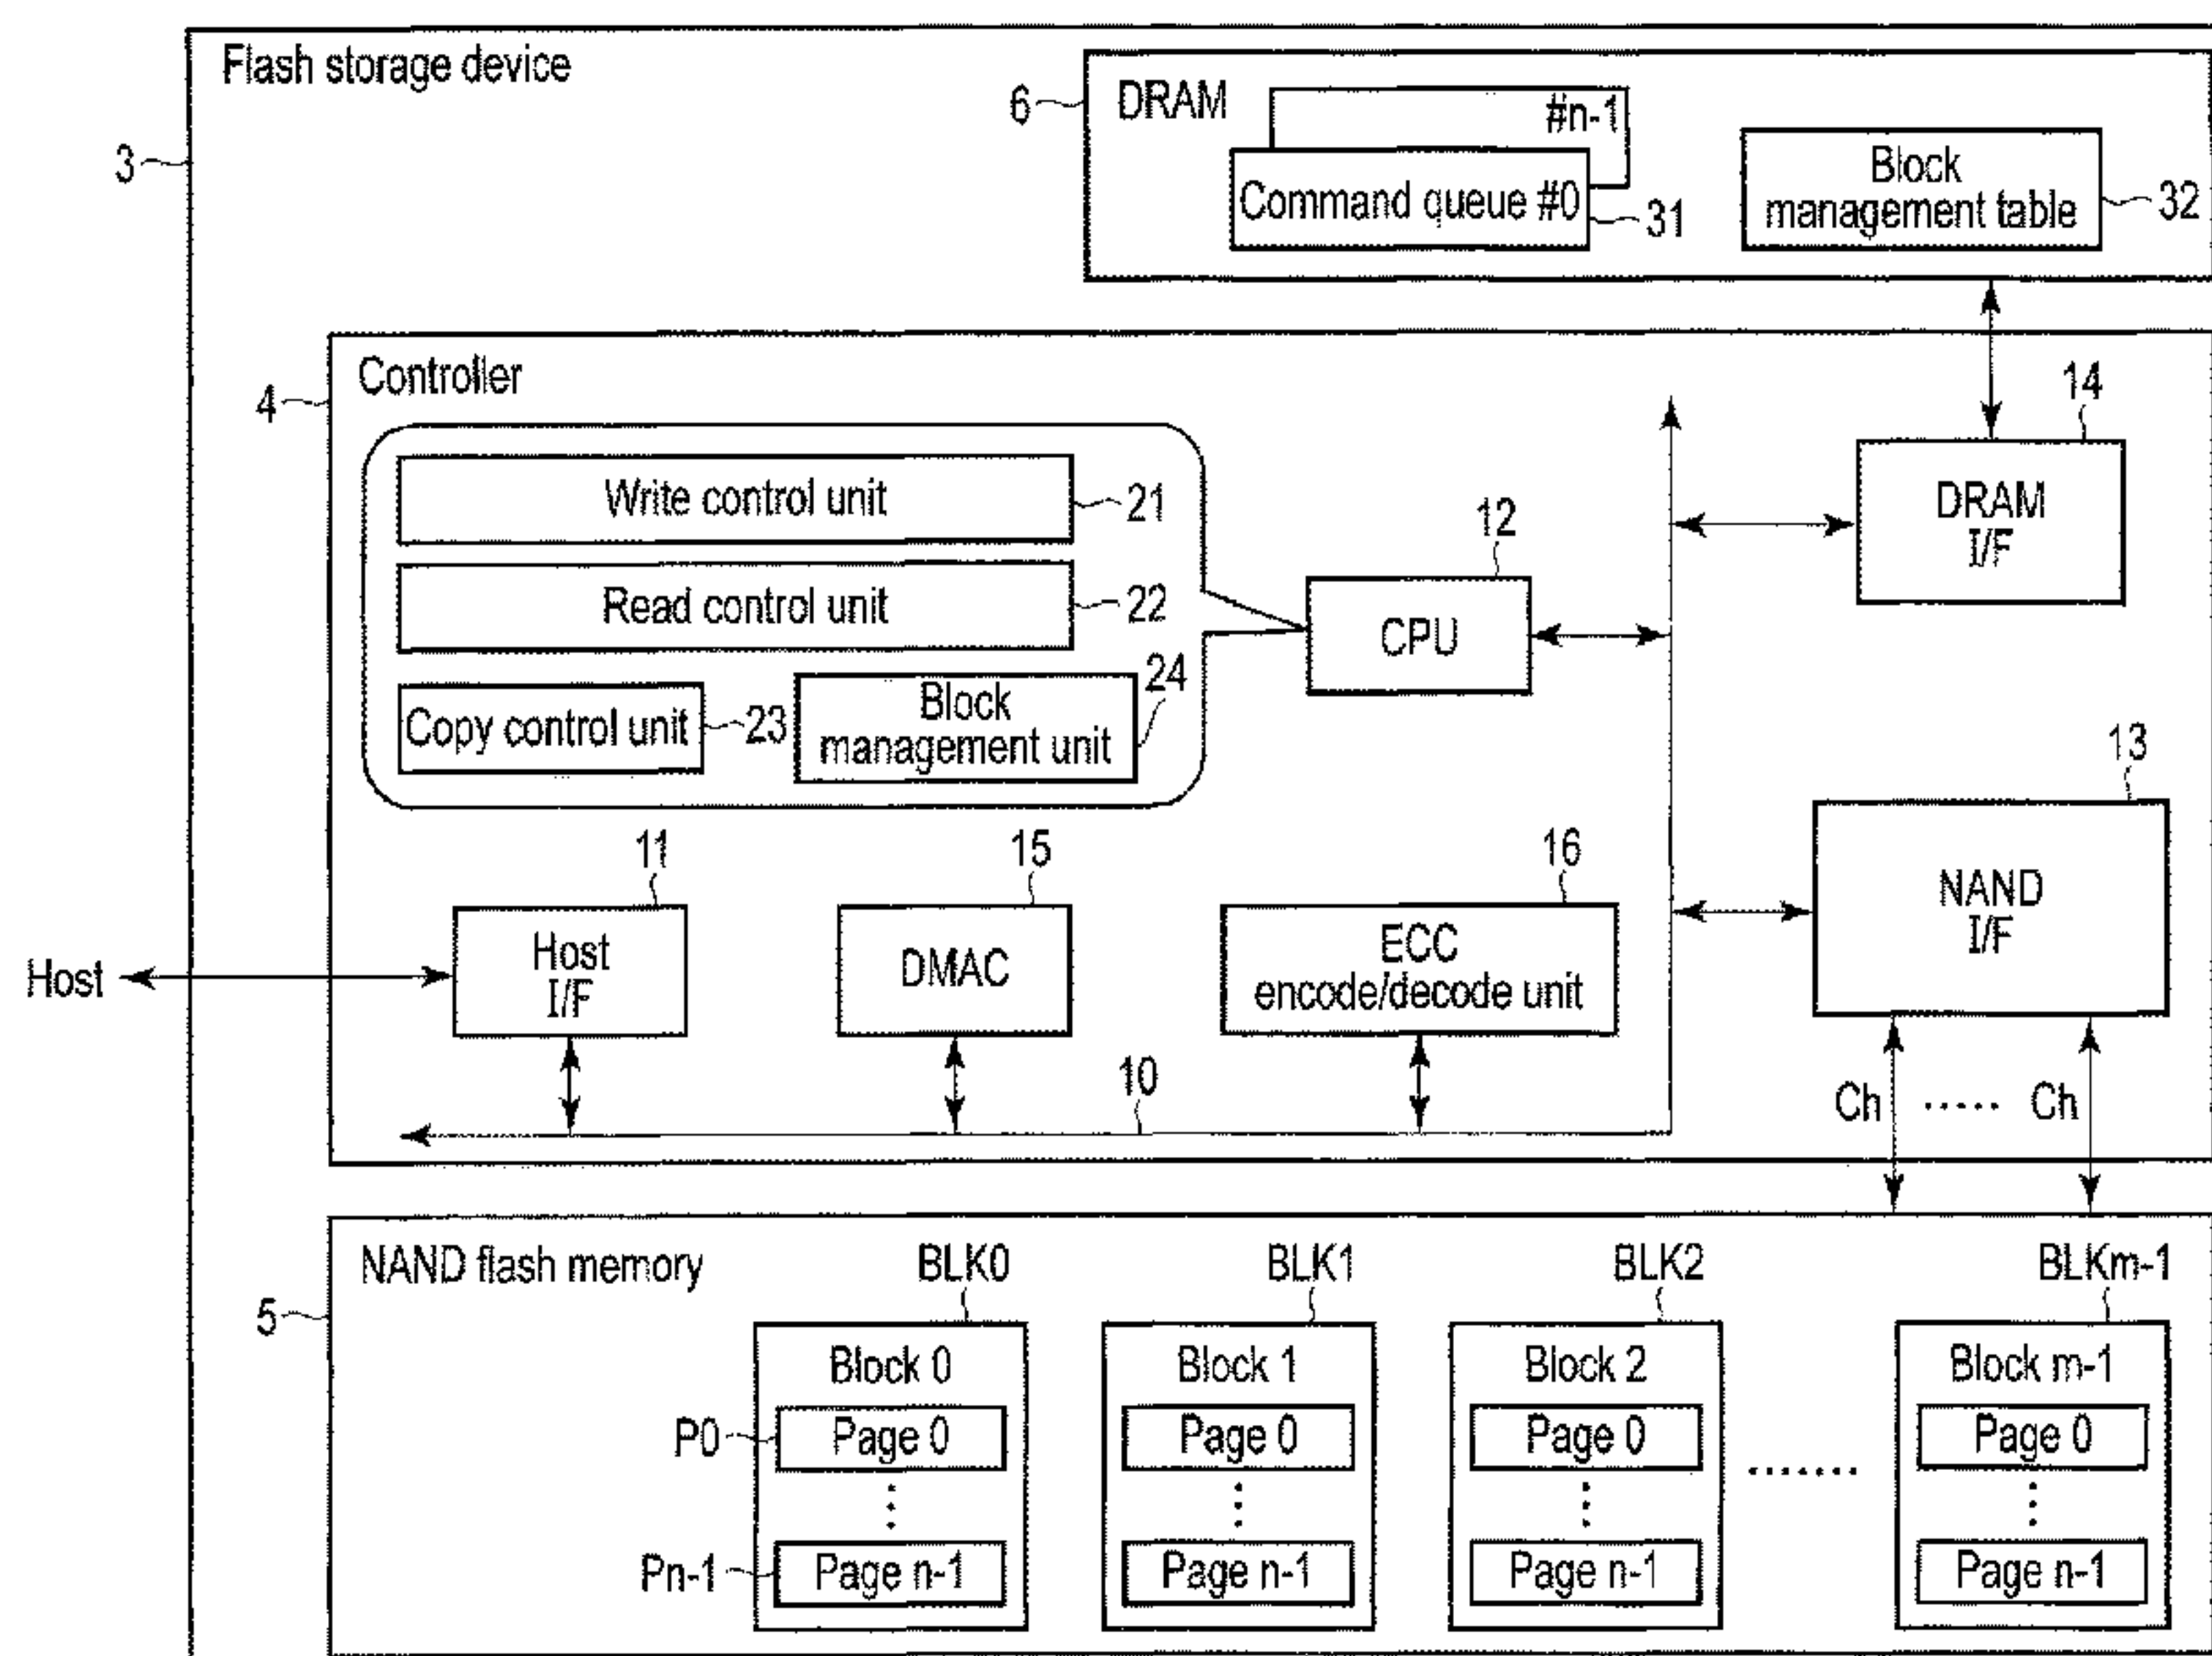 Flash storage device
3
6
DRAM
#n-1
Command queue #0
31
Block
management table
32
Controller
4
Write control unit
21
Read control unit
22
Copy control unit
23
Block
management unit
24
12
CPU
14
DRAM
I/F
13
NAND
I/F
11
Host
I/F
15
DMAC
16
ECC
encode/decode unit
Host
10
Ch ..... Ch
NAND flash memory
5
BLK0
BLK1
BLK2
BLKm-1
Block 0
Block 1
Block 2
Block m-1
P0
Page 0
Page 0
Page 0
.......
Page 0
Pn-1
Page n-1
Page n-1
Page n-1
Page n-1